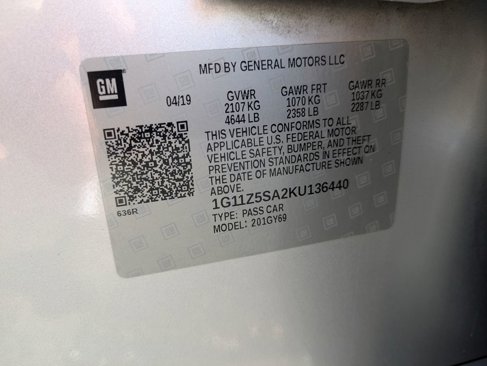 MFD BY GENERAL MOTORS LLC
GM
04/19 GVWR GAWR FRT GAWR RR
2107 KG 1070 KG 1037 KG
4644 LB 2358 LB 2287 LB
THIS VEHICLE CONFORMS TO ALL
APPLICABLE U.S. FEDERAL MOTOR
VEHICLE SAFETY, BUMPER, AND THEFT
PREVENTION STANDARDS IN EFFECT ON
THE DATE OF MANUFACTURE SHOWN
ABOVE.
636R
1G11Z5SA2KU136440
TYPE: PASS CAR
MODEL: 201GY69